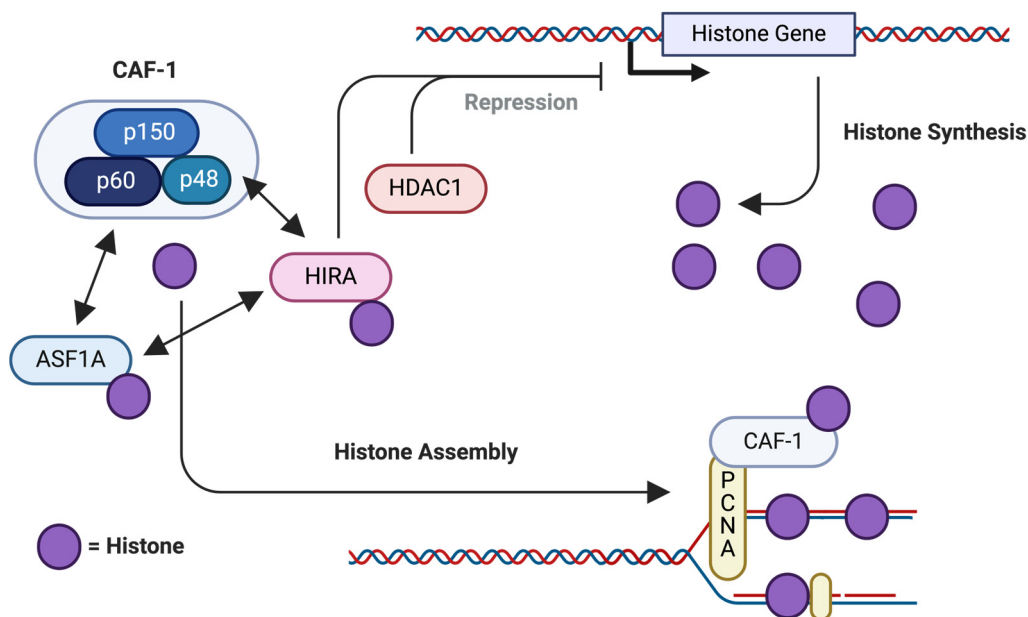 Histone Gene
CAF-1
Repression
p150
Histone Synthesis
p60
p48
HDAC1
HIRA
ASF1A
CAF-1
Histone Assembly
P
C
N
A
= Histone